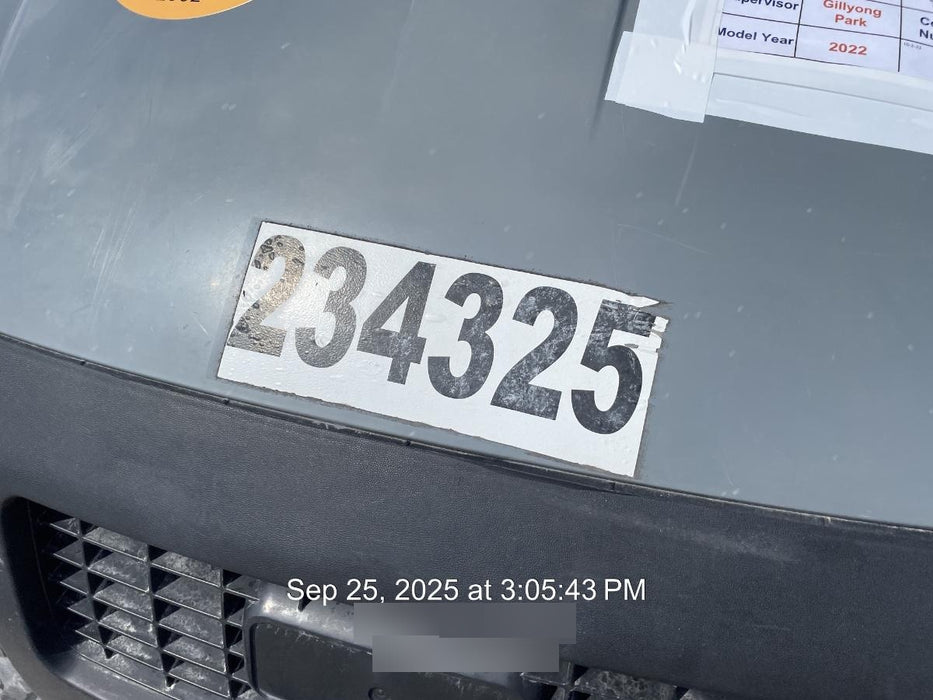 Supervisor
Gillyong
Park
Model Year
2022
234325
Sep 25, 2025 at 3:05:43 PM